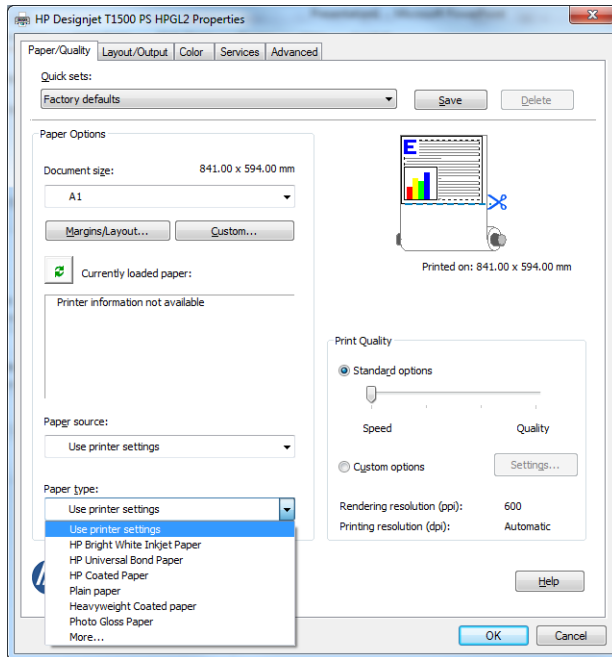 HP Designjet T1500 PS HPGL2 Properties
Paper/Quality Layout/Output Color Services Advanced
Quick sets:
Factory defaults
Save
Delete
Paper Options
Document size:
841.00 x 594.00 mm
A1
Margins/Layout...
Custom...
Currently loaded paper:
Printer information not available
E
Printed on: 841.00 x 594.00 mm
Paper source:
Use printer settings
Paper type:
Use printer settings
Use printer settings
HP Bright White Inkjet Paper
HP Universal Bond Paper
HP Coated Paper
Plain paper
Heavyweight Coated paper
Photo Gloss Paper
More...
Print Quality
Standard options
Speed
Quality
Custom options
Settings...
Rendering resolution (ppi):
600
Printing resolution (dpi):
Automatic
Help
OK
Cancel